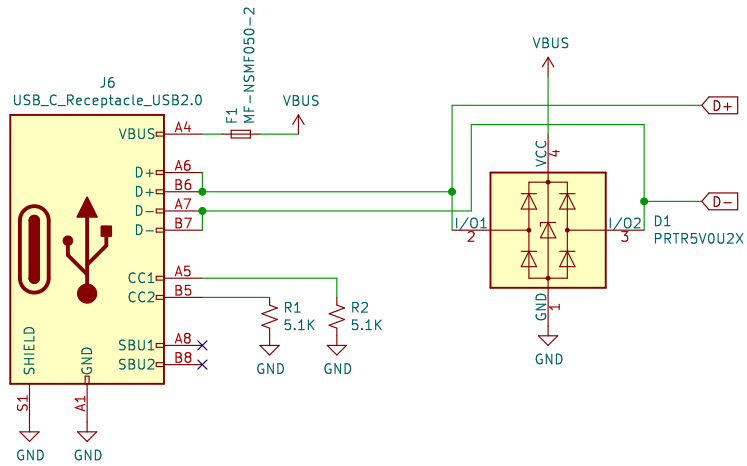 J6
USB_C_Receptacle_USB2.0
VBUS
A4
F1
MF-NSMF050-2
VBUS
D+
A6
D+
B6
D-
A7
D-
B7
CC1
A5
CC2
B5
R1
5.1K
R2
5.1K
GND
GND
SBU1
A8
SBU2
B8
SHIELD
GND
S1
A1
GND
GND
VBUS
VCC
4
I/O1
2
I/O2
3
D1
PRTR5V0U2X
GND
1
GND
D+
D-